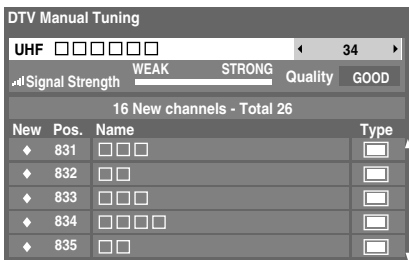 DTV Manual Tuning
UHF □□□□□□ 34
Signal Strength WEAK STRONG Quality GOOD
16 New channels - Total 26
New Pos. Name Type
◆ 831 □□□
◆ 832 □□
◆ 833 □□□
◆ 834 □□□□
◆ 835 □□